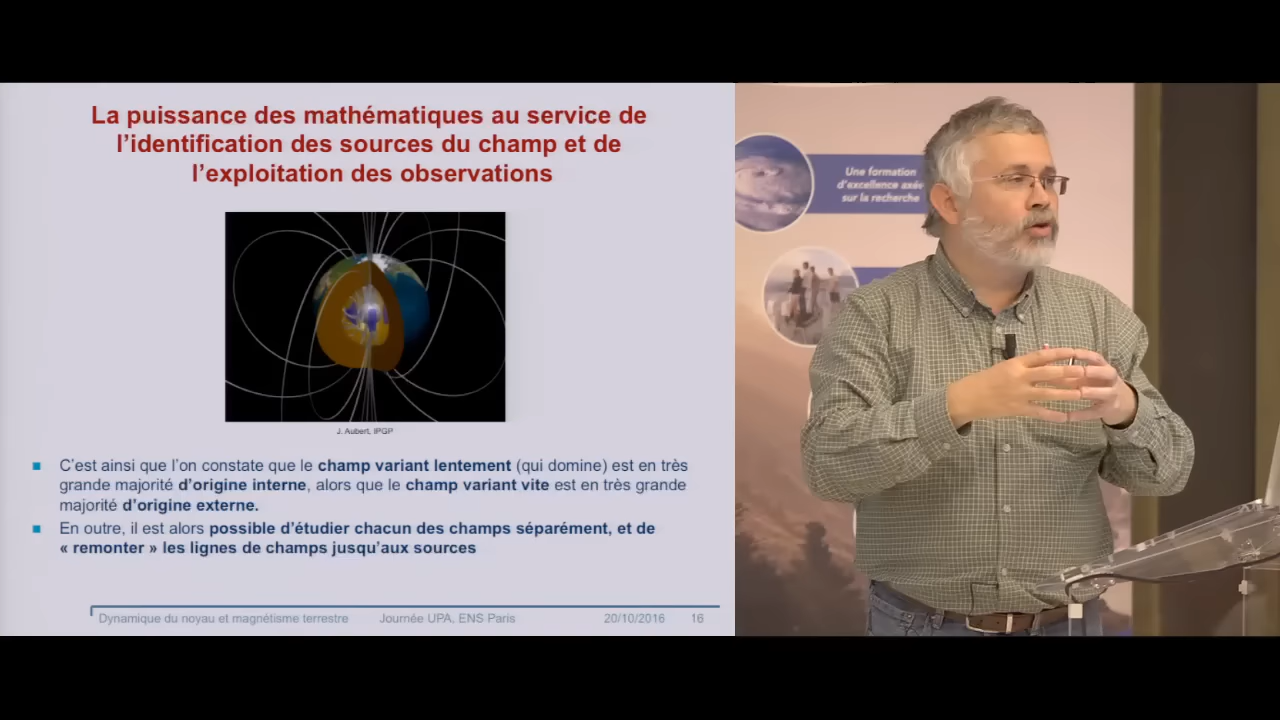 La puissance des mathématiques au service de
l'identification des sources du champ et de
l'exploitation des observations
J. Aubert, IPGP
C'est ainsi que l'on constate que le champ variant lentement (qui domine) est en très
grande majorité d'origine interne, alors que le champ variant vite est en très grande
majorité d'origine externe.
En outre, il est alors possible d'étudier chacun des champs séparément, et de
« remonter » les lignes de champs jusqu'aux sources
Dynamique du noyau et magnétisme terrestre Journée UPA, ENS Paris 20/10/2016 16
Une formation
d'excellence axée
sur la recherche